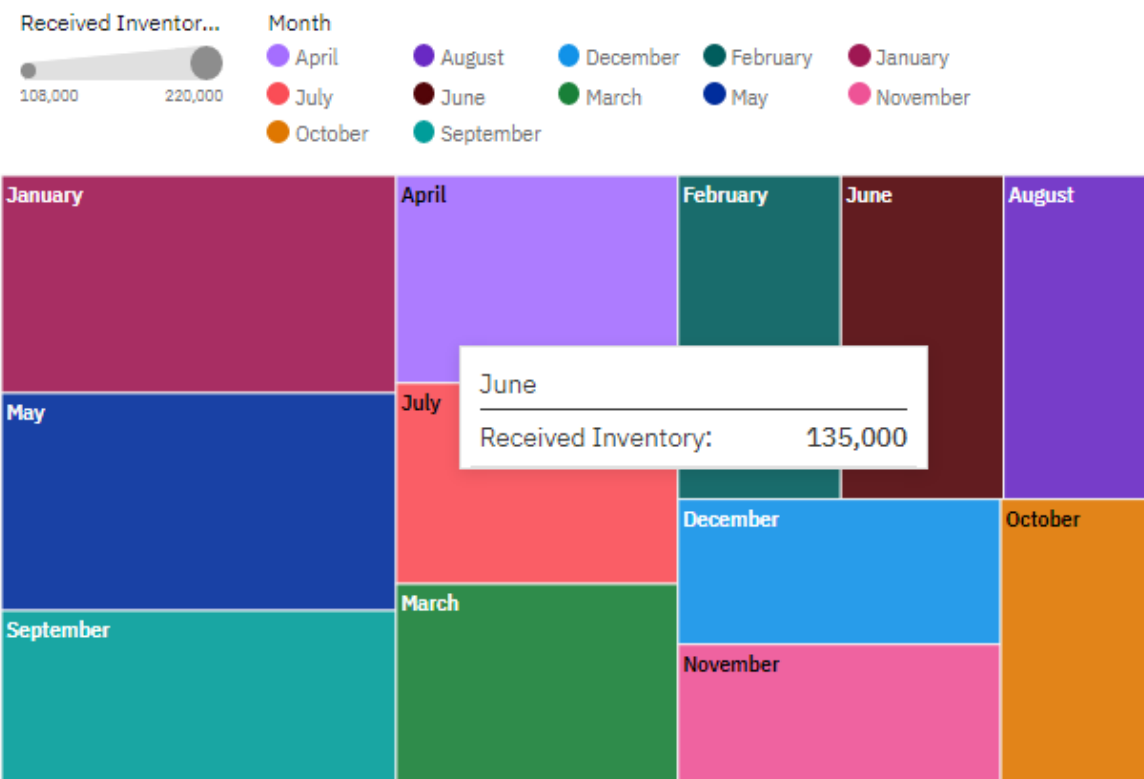 Received Inventor... Month
April August December February January
108,000 220,000 July June March May November
October September
January April February June August
June
May July Received Inventory: 135,000
December October
September March
November